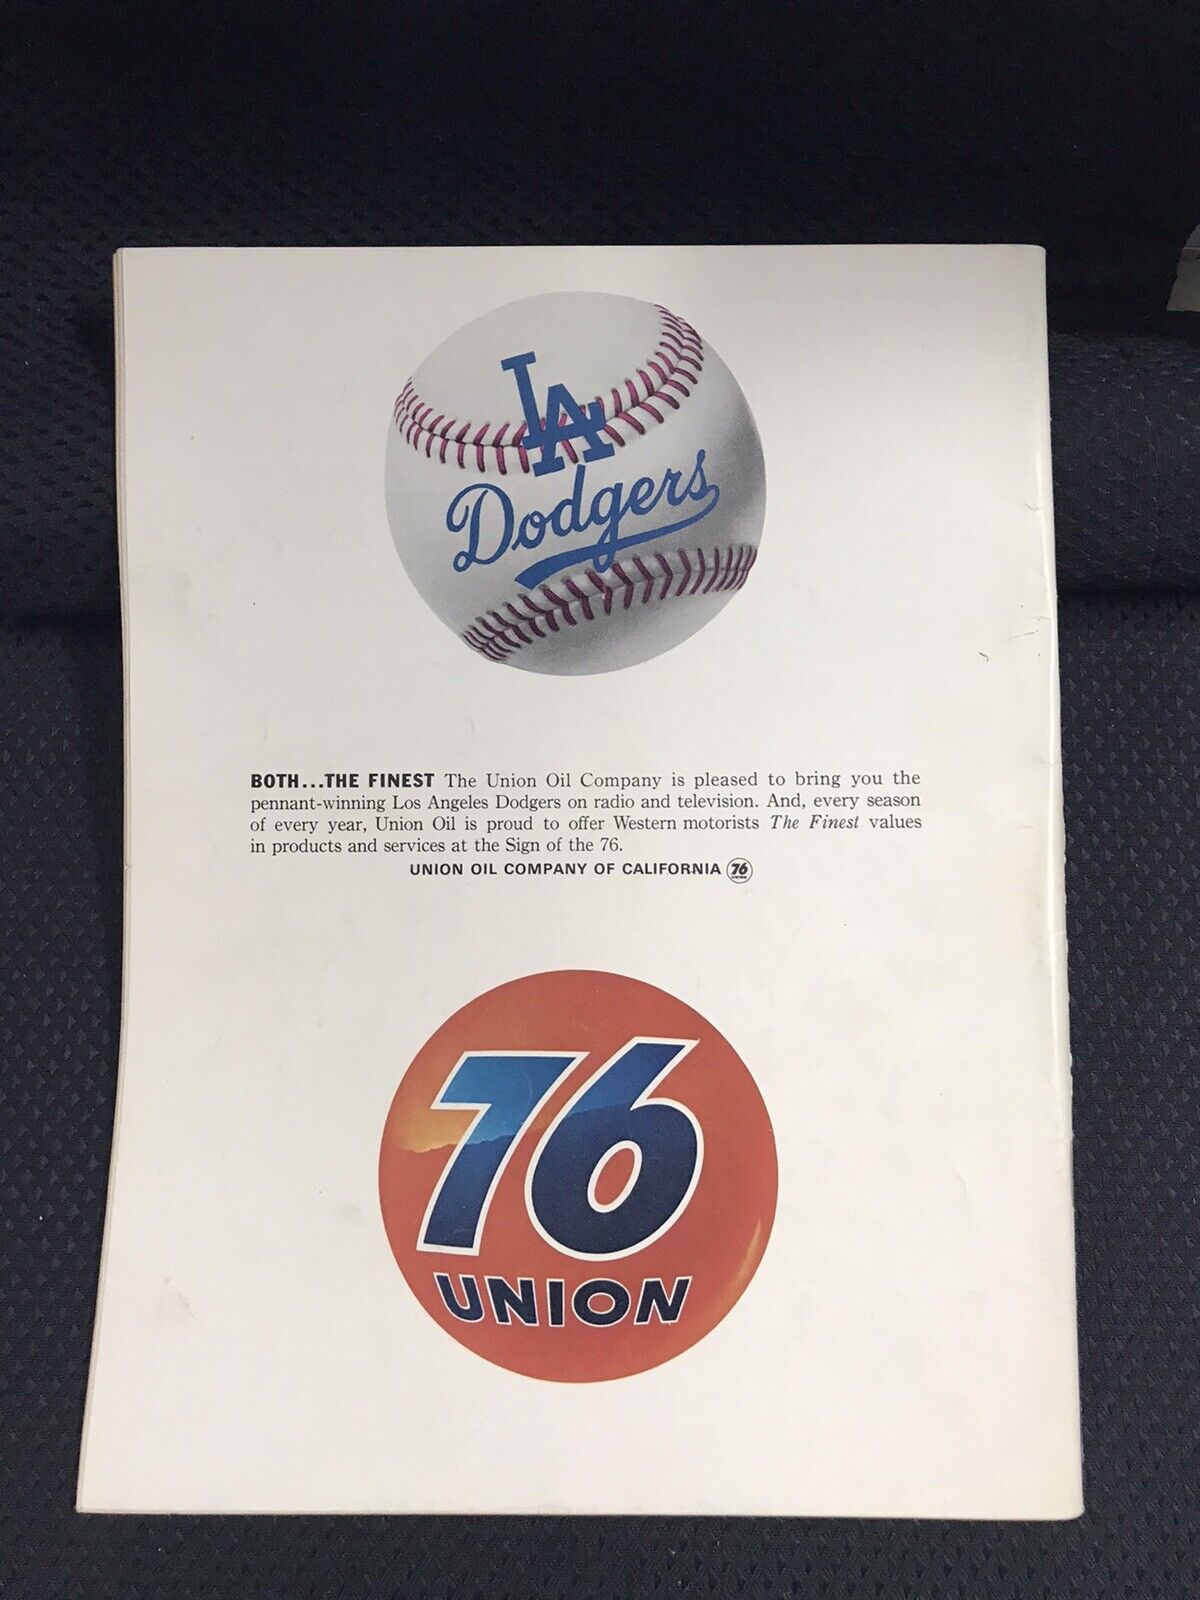 LA
Dodgers
BOTH...THE FINEST The Union Oil Company is pleased to bring you the
pennant-winning Los Angeles Dodgers on radio and television. And, every season
of every year, Union Oil is proud to offer Western motorists The Finest values
in products and services at the Sign of the 76.
UNION OIL COMPANY OF CALIFORNIA 76 UNION
76
UNION